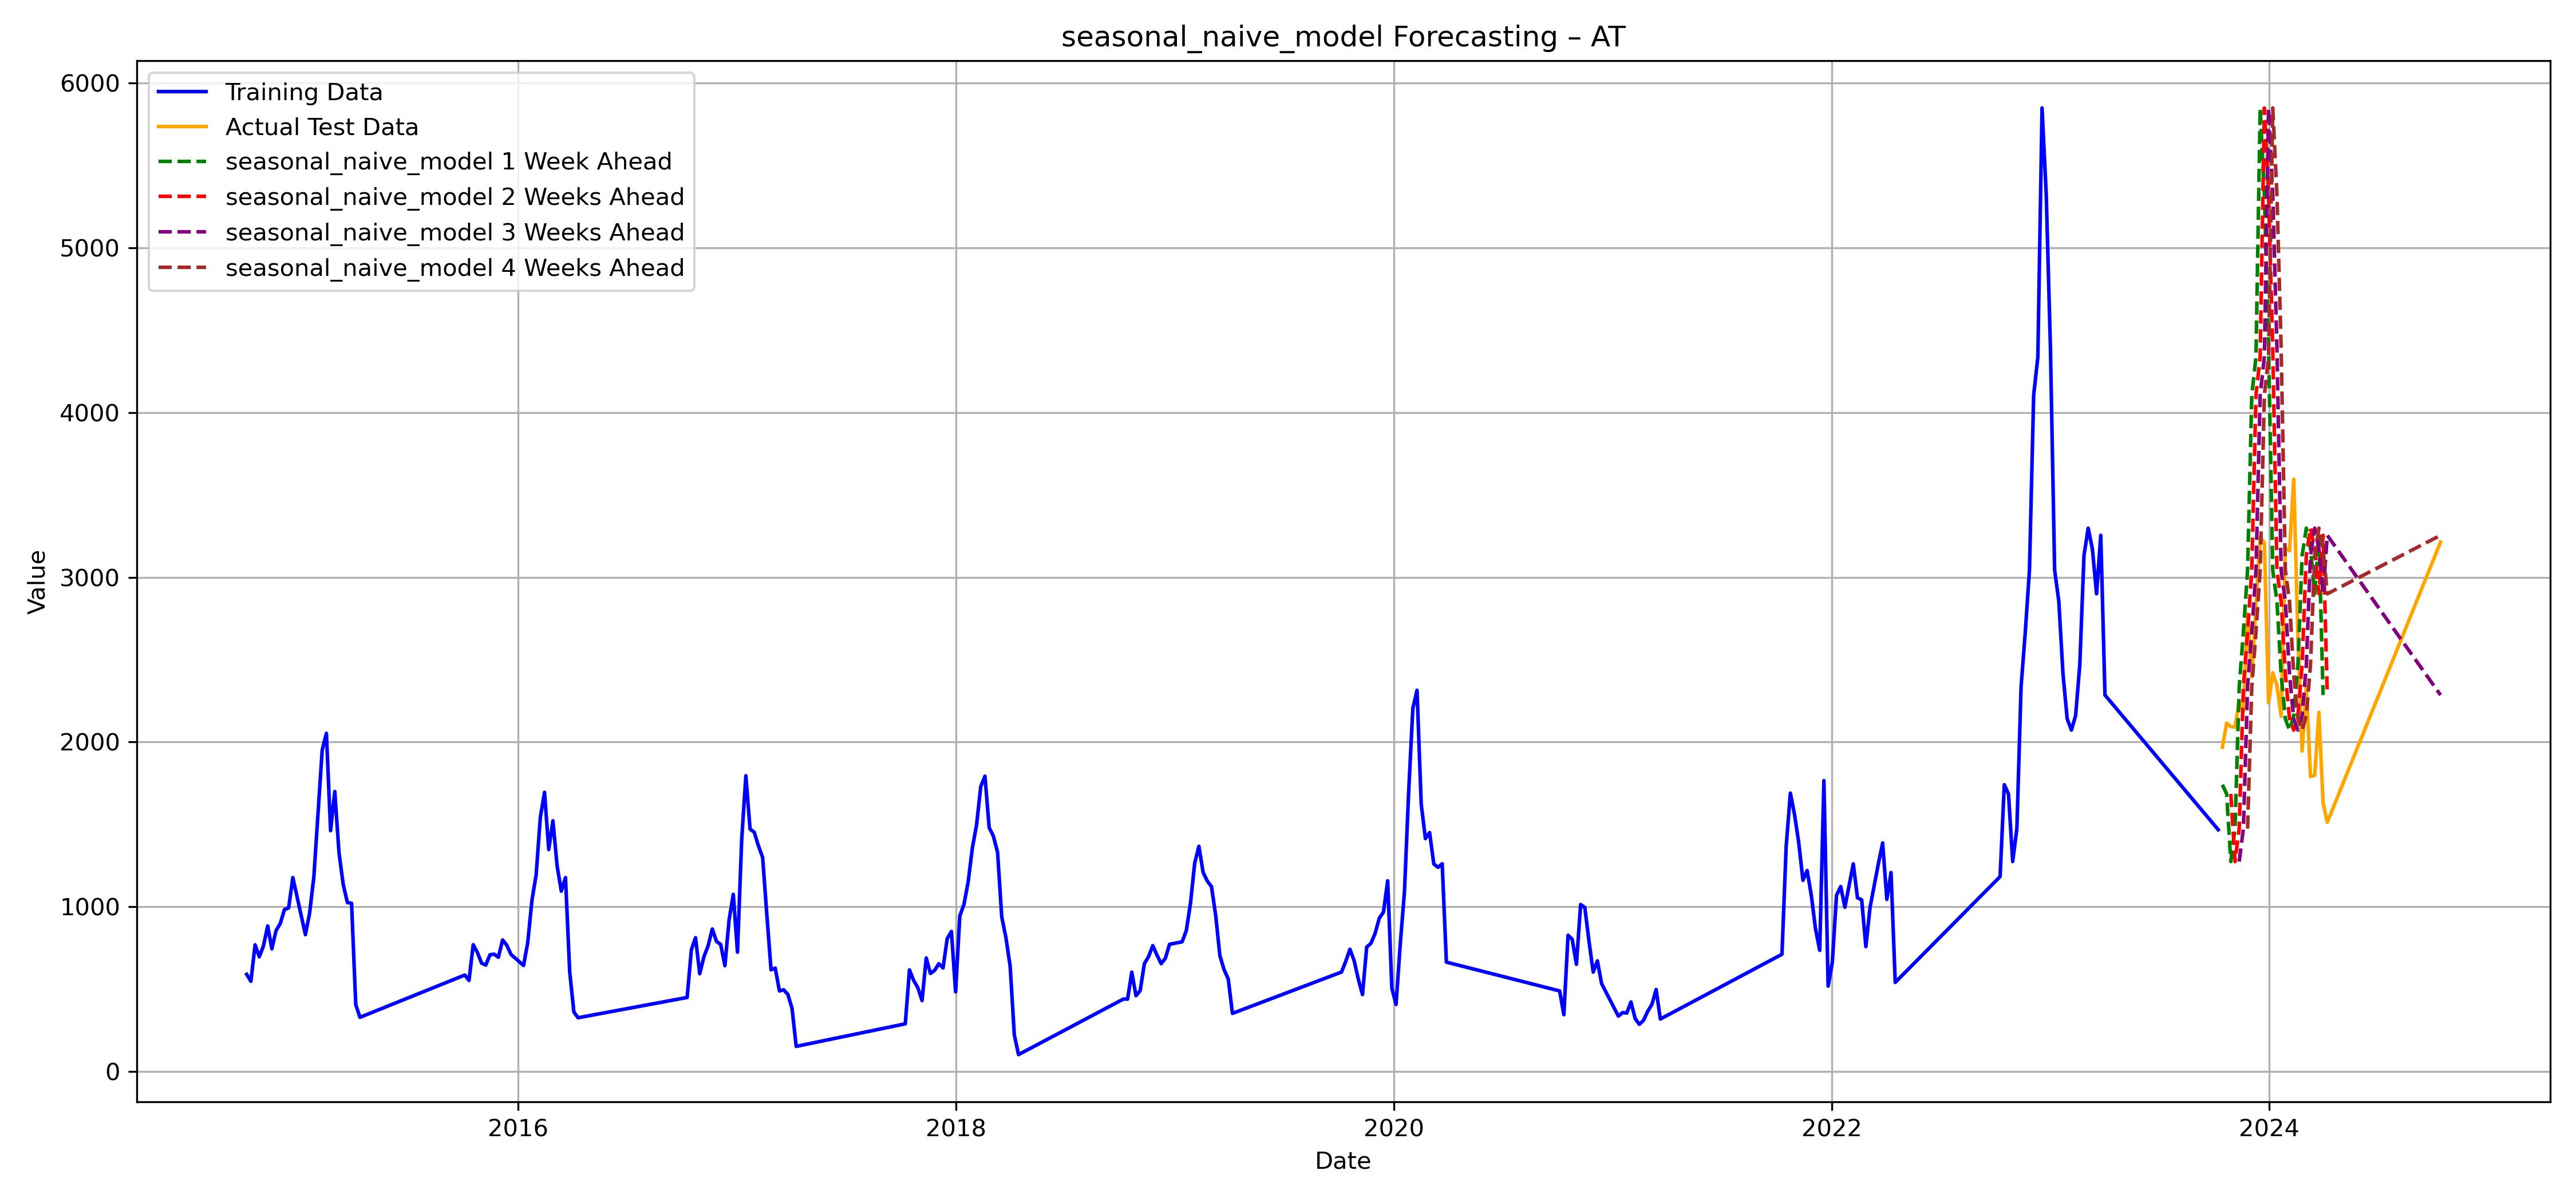 seasonal_naive_model Forecasting – AT
6000
5000
4000
3000
2000
1000
0
Value
Training Data
Actual Test Data
seasonal_naive_model 1 Week Ahead
seasonal_naive_model 2 Weeks Ahead
seasonal_naive_model 3 Weeks Ahead
seasonal_naive_model 4 Weeks Ahead
2016
2018
2020
2022
2024
Date